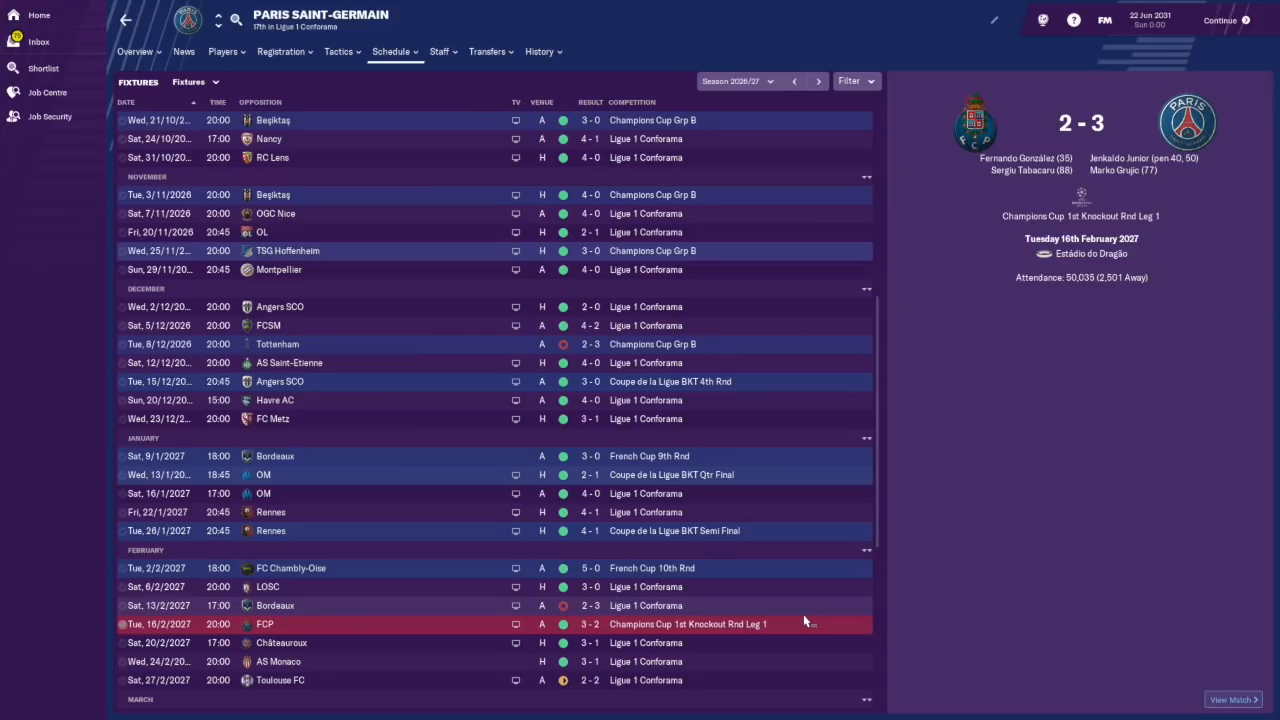 Home
75
Inbox
Shortlist
Job Centre
Job Security
PARIS SAINT-GERMAIN
17th in Ligue 1 Conforama
FM
22 Jun 2031
Sun 0:00
Continue
Overview
News
Players
Registration
Tactics
Schedule
Staff
Transfers
History
FIXTURES Fixtures
Season 2026/27
Filter
DATE TIME OPPOSITION TV VENUE RESULT COMPETITION
Wed, 21/10/2... 20:00 Beşiktaş A 3 - 0 Champions Cup Grp B
Sat, 24/10/20... 17:00 Nancy A 4 - 1 Ligue 1 Conforama
Sat, 31/10/20... 20:00 RC Lens H 4 - 0 Ligue 1 Conforama
NOVEMBER
Tue, 3/11/2026 20:00 Beşiktaş H 4 - 0 Champions Cup Grp B
Sat, 7/11/2026 20:00 OGC Nice A 4 - 0 Ligue 1 Conforama
Fri, 20/11/2026 20:45 OL H 2 - 1 Ligue 1 Conforama
Wed, 25/11/2... 20:00 TSG Hoffenheim H 3 - 0 Champions Cup Grp B
Sun, 29/11/20... 20:45 Montpellier A 4 - 0 Ligue 1 Conforama
DECEMBER
Wed, 2/12/20... 20:00 Angers SCO H 2 - 0 Ligue 1 Conforama
Sat, 5/12/2026 20:00 FCSM A 4 - 2 Ligue 1 Conforama
Tue, 8/12/2026 20:00 Tottenham A 2 - 3 Champions Cup Grp B
Sat, 12/12/20... 20:00 AS Saint-Etienne H 4 - 0 Ligue 1 Conforama
Tue, 15/12/20... 20:45 Angers SCO A 3 - 0 Coupe de la Ligue BKT 4th Rnd
Sun, 20/12/20... 15:00 Havre AC A 4 - 0 Ligue 1 Conforama
Wed, 23/12/2... 20:00 FC Metz H 3 - 1 Ligue 1 Conforama
JANUARY
Sat, 9/1/2027 18:00 Bordeaux A 3 - 0 French Cup 9th Rnd
Wed, 13/1/20... 18:45 OM H 2 - 1 Coupe de la Ligue BKT Qtr Final
Sat, 16/1/2027 17:00 OM A 4 - 0 Ligue 1 Conforama
Fri, 22/1/2027 20:45 Rennes H 4 - 1 Ligue 1 Conforama
Tue, 26/1/2027 20:45 Rennes H 4 - 1 Coupe de la Ligue BKT Semi Final
FEBRUARY
Tue, 2/2/2027 18:00 FC Chambly-Oise A 5 - 0 French Cup 10th Rnd
Sat, 6/2/2027 20:00 LOSC H 3 - 0 Ligue 1 Conforama
Sat, 13/2/2027 17:00 Bordeaux A 2 - 3 Ligue 1 Conforama
Tue, 16/2/2027 20:00 FCP A 3 - 2 Champions Cup 1st Knockout Rnd Leg 1
Sat, 20/2/2027 17:00 Châteauroux H 3 - 1 Ligue 1 Conforama
Wed, 24/2/20... 20:00 AS Monaco H 3 - 1 Ligue 1 Conforama
Sat, 27/2/2027 20:00 Toulouse FC A 2 - 2 Ligue 1 Conforama
MARCH
FCP
2 - 3
PARIS
Fernando González (35)
Sergiu Tabacaru (88)
Jenkaldo Junior (pen 40, 50)
Marko Grujic (77)
Champions Cup 1st Knockout Rnd Leg 1
Tuesday 16th February 2027
Estádio do Dragão
Attendance: 50,035 (2,501 Away)
View Match